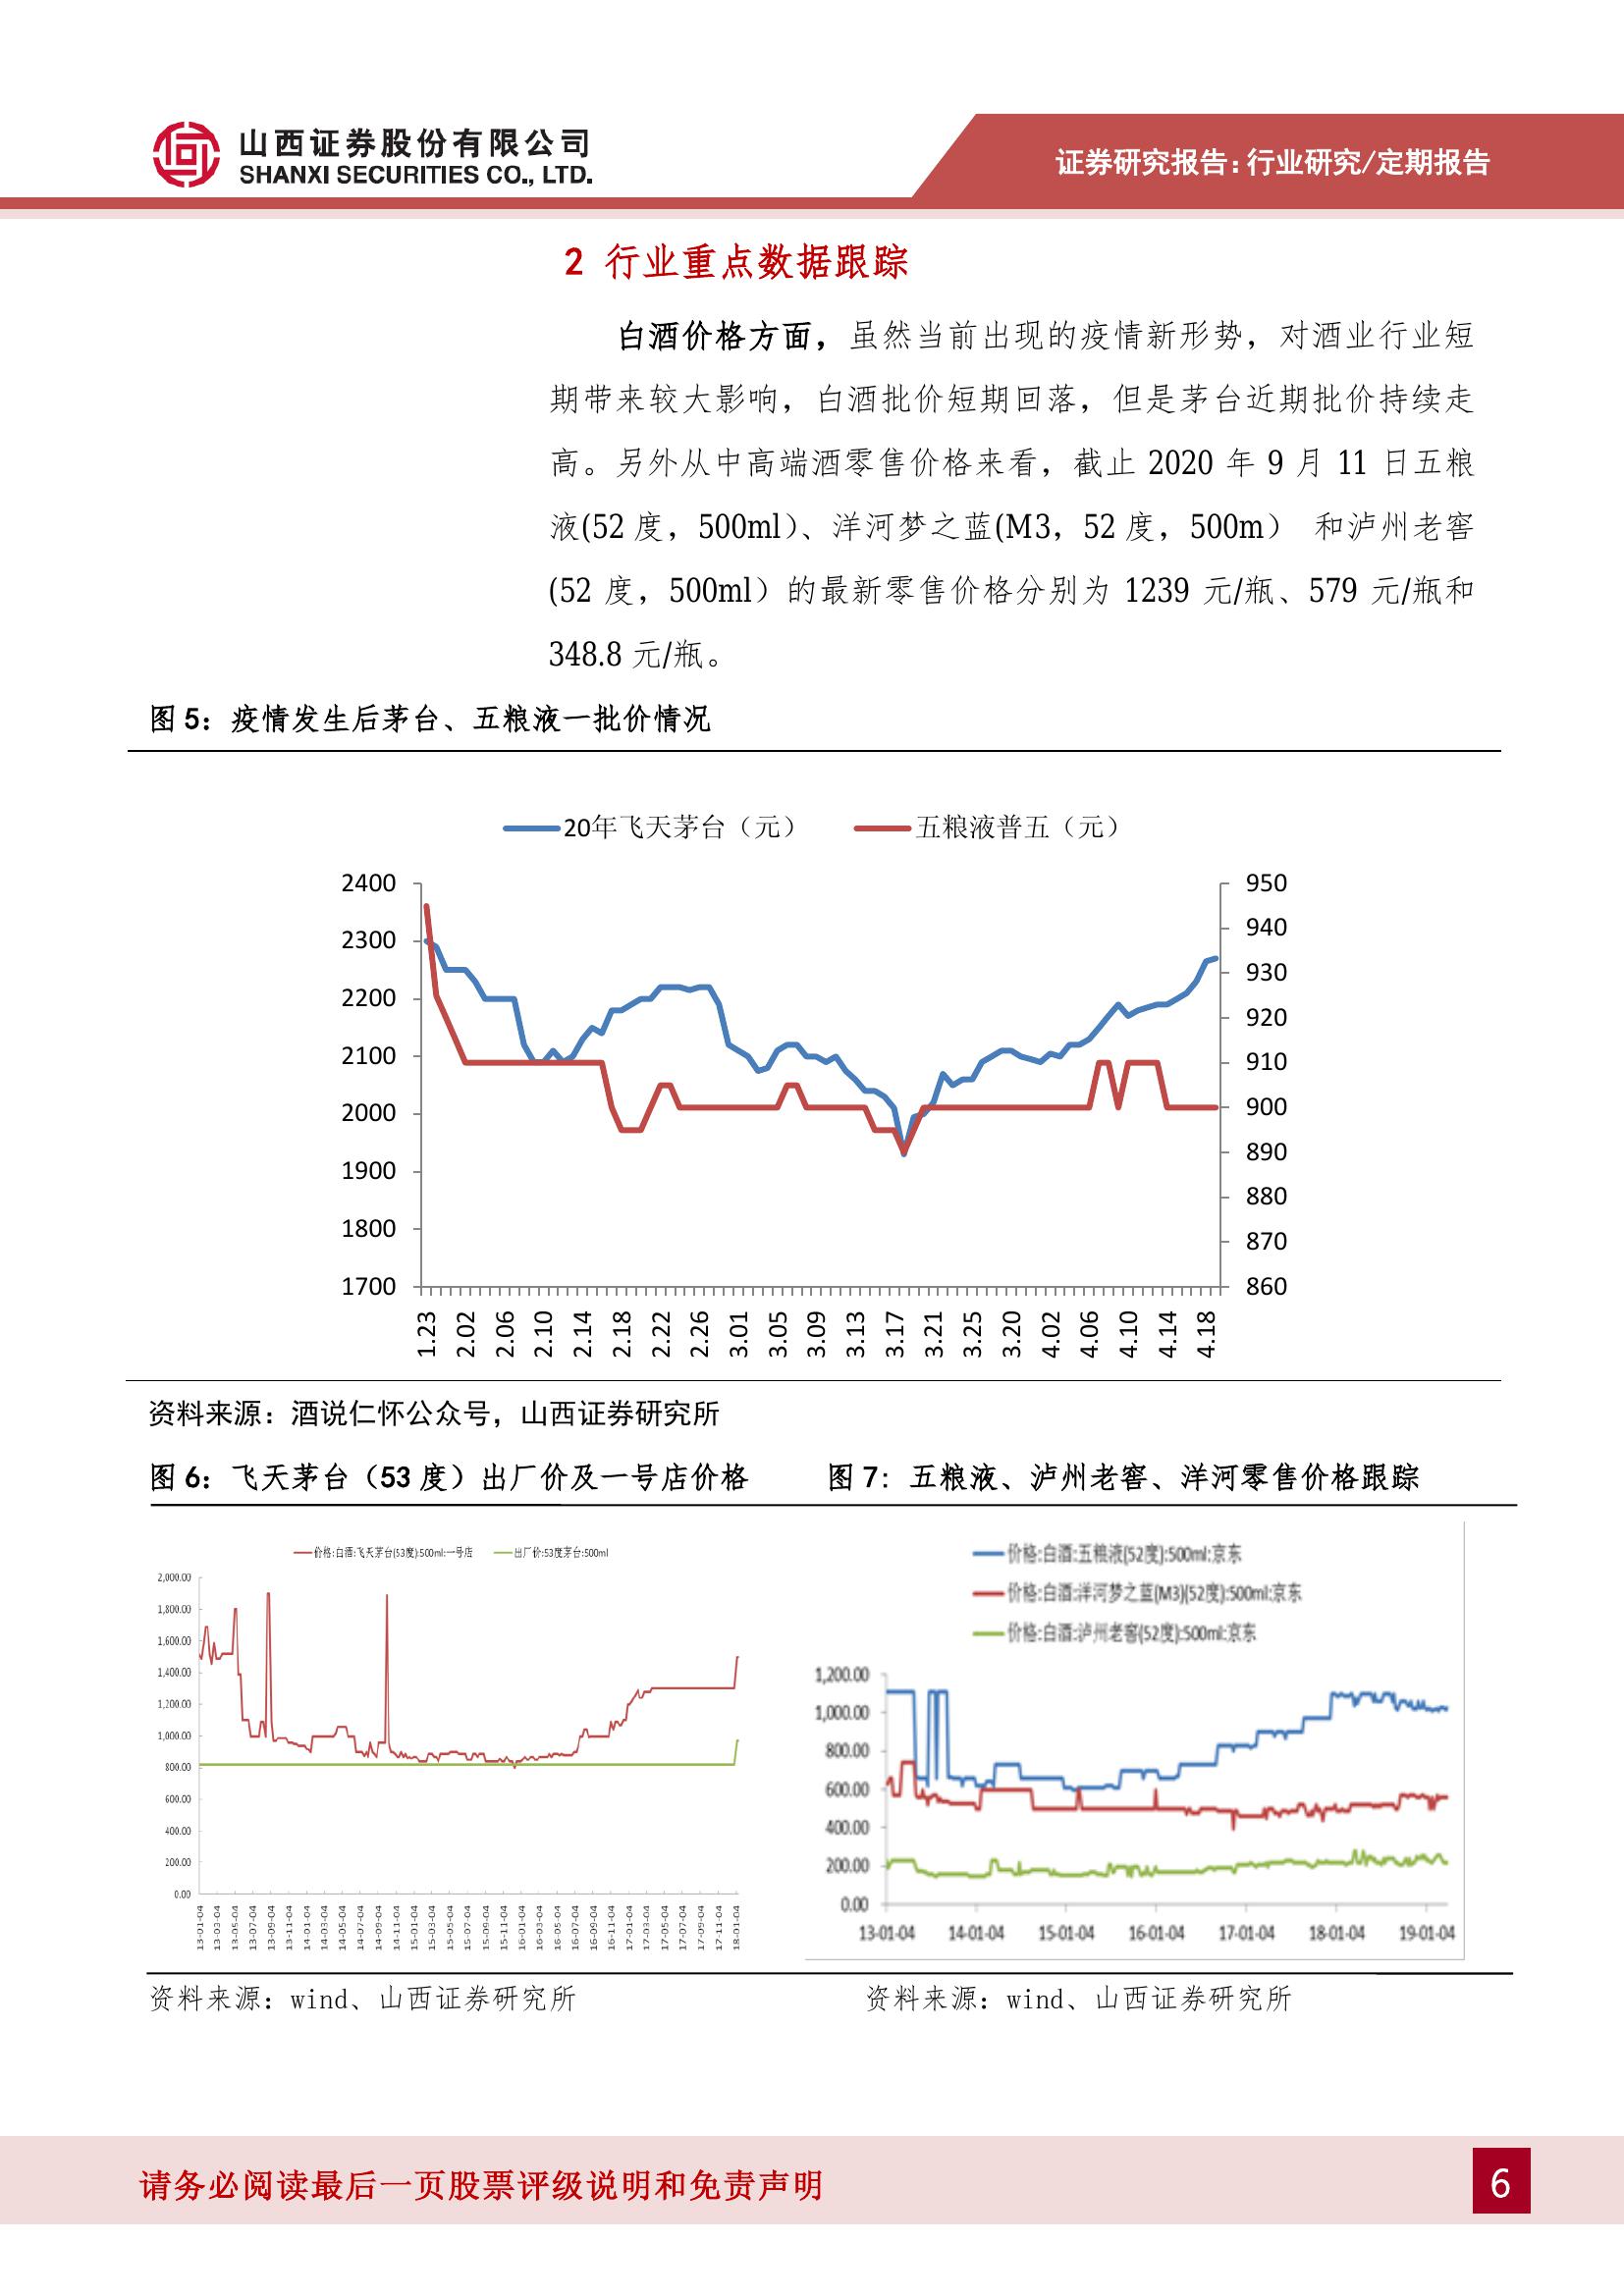 山西证券股份有限公司
SHANXI SECURITIES CO., LTD.
证券研究报告：行业研究/定期报告
2 行业重点数据跟踪
白酒价格方面，虽然当前出现的疫情新形势，对酒业行业短
期带来较大影响，白酒批价短期回落，但是茅台近期批价持续走
高。另外从中高端酒零售价格来看，截止 2020 年 9 月 11 日五粮
液(52 度，500ml）、洋河梦之蓝(M3，52 度，500m） 和泸州老窖
(52 度，500ml）的最新零售价格分别为 1239 元/瓶、579 元/瓶和
348.8 元/瓶。
图 5：疫情发生后茅台、五粮液一批价情况
20年飞天茅台（元） 五粮液普五（元）
2400 950
2300 940
2200 930
2100 920
2000 910
1900 900
1800 890
1700 880
870
860
1.23 2.02 2.06 2.10 2.14 2.18 2.22 2.26 3.01 3.05 3.09 3.13 3.17 3.21 3.25 3.20 4.02 4.06 4.10 4.14 4.18
资料来源：酒说仁怀公众号，山西证券研究所
图 6：飞天茅台（53 度）出厂价及一号店价格
价格:白酒:飞天茅台(53度):500ml:一号店 出厂价:53度茅台:500ml
2,000.00
1,800.00
1,600.00
1,400.00
1,200.00
1,000.00
800.00
600.00
400.00
200.00
0.00
13-01-04 13-03-04 13-05-04 13-07-04 13-09-04 13-11-04 14-01-04 14-03-04 14-05-04 14-07-04 14-09-04 14-11-04 15-01-04 15-03-04 15-05-04 15-07-04 15-09-04 15-11-04 16-01-04 16-03-04 16-05-04 16-07-04 16-09-04 16-11-04 17-01-04 17-03-04 17-05-04 17-07-04 17-09-04 17-11-04 18-01-04
资料来源：wind、山西证券研究所
图 7：五粮液、泸州老窖、洋河零售价格跟踪
价格:白酒:五粮液(52度):500ml:京东
价格:白酒:洋河梦之蓝(M3)(52度):500ml:京东
价格:白酒:泸州老窖(52度):500ml:京东
1,200.00
1,000.00
800.00
600.00
400.00
200.00
0.00
13-01-04 14-01-04 15-01-04 16-01-04 17-01-04 18-01-04 19-01-04
资料来源：wind、山西证券研究所
请务必阅读最后一页股票评级说明和免责声明
6